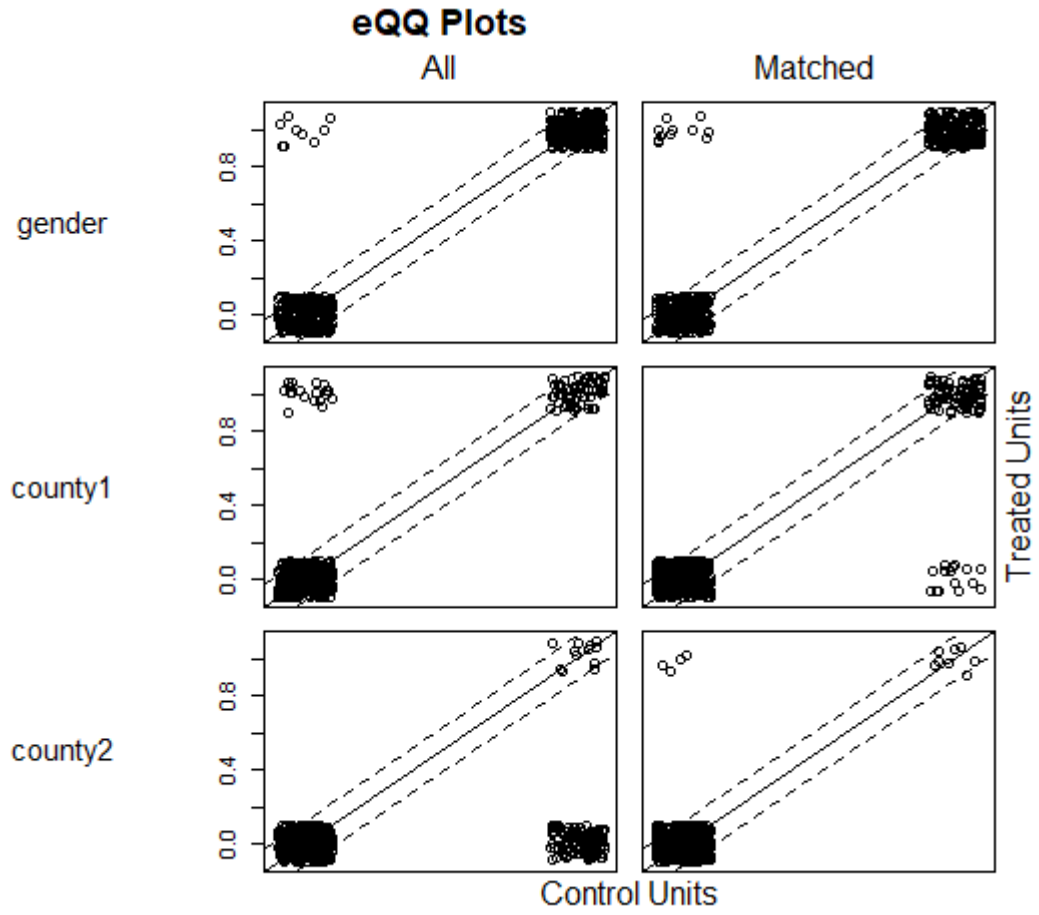 eQQ Plots
All
Matched
gender
0.8
0.4
0.0
county1
0.8
0.4
0.0
Treated Units
county2
0.8
0.4
0.0
Control Units